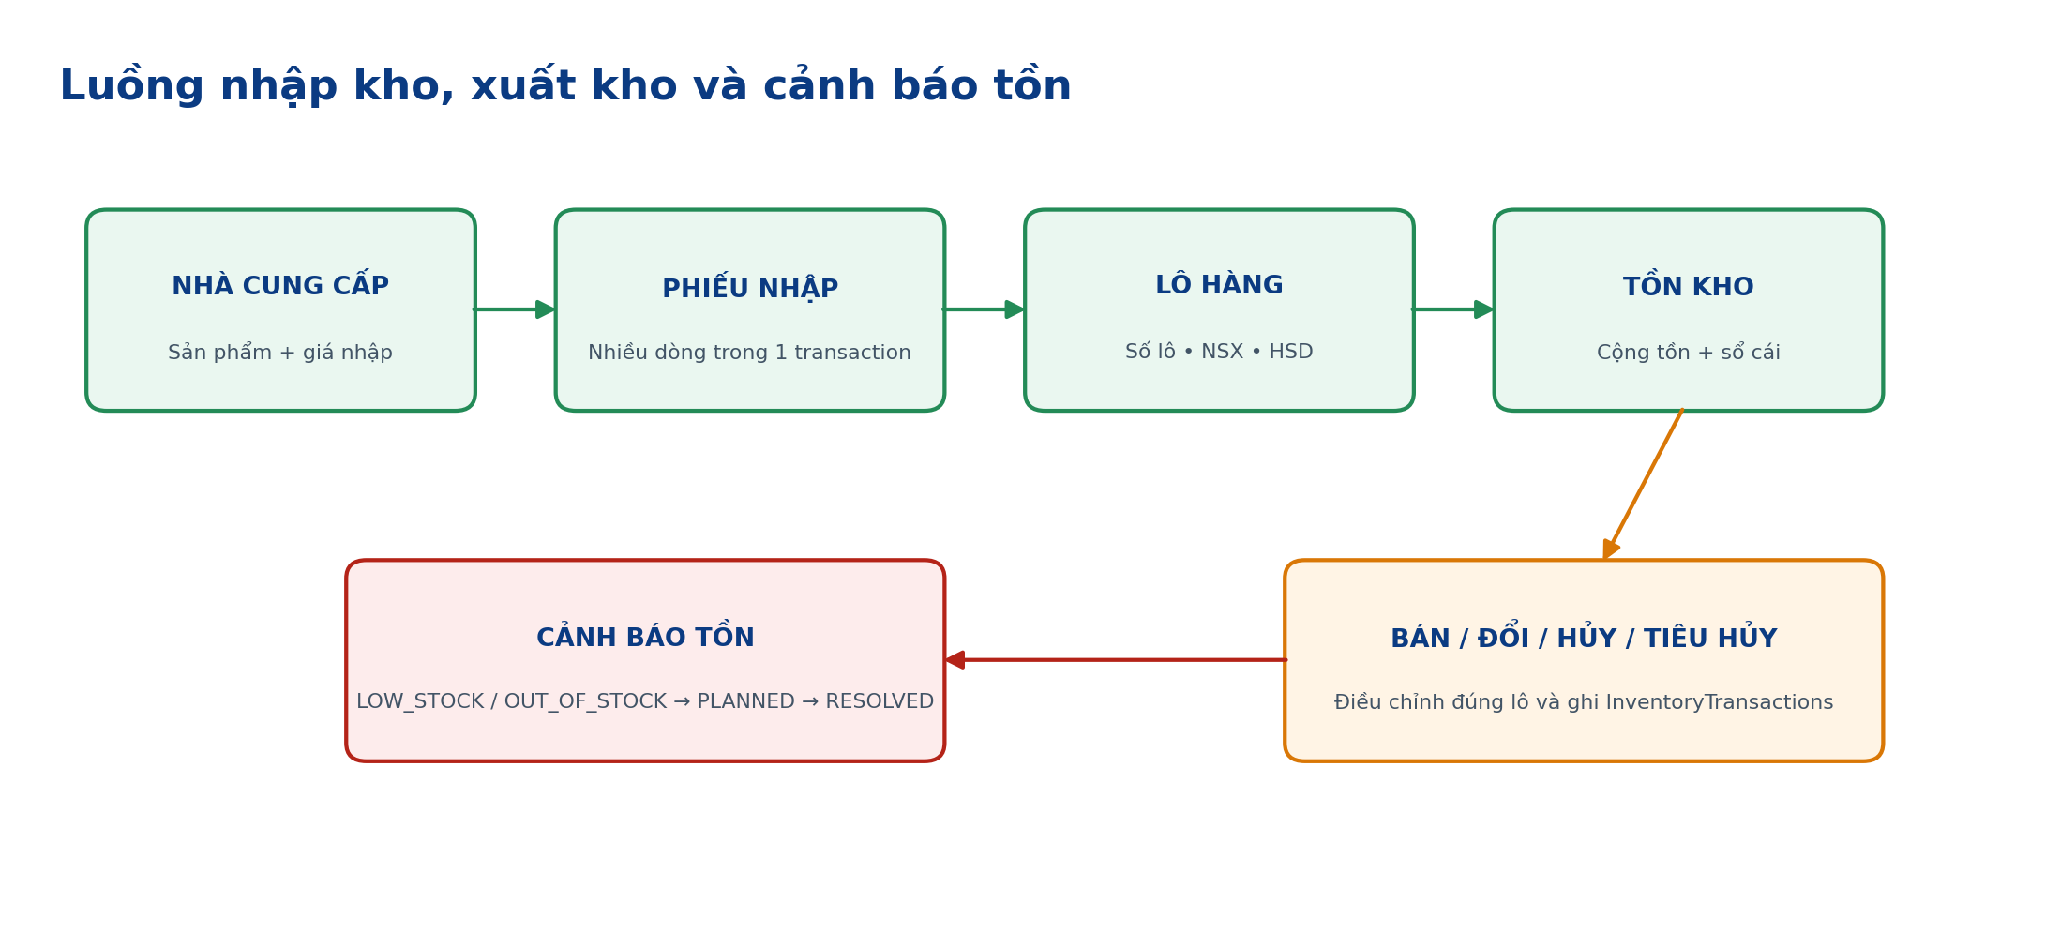 Luồng nhập kho, xuất kho và cảnh báo tồn
NHÀ CUNG CẤP
Sản phẩm + giá nhập
PHIẾU NHẬP
Nhiều dòng trong 1 transaction
LÔ HÀNG
Số lô • NSX • HSD
TỒN KHO
Cộng tồn + sổ cái
CẢNH BÁO TỒN
LOW_STOCK / OUT_OF_STOCK → PLANNED → RESOLVED
BÁN / ĐỔI / HỦY / TIÊU HỦY
Điều chỉnh đúng lô và ghi InventoryTransactions